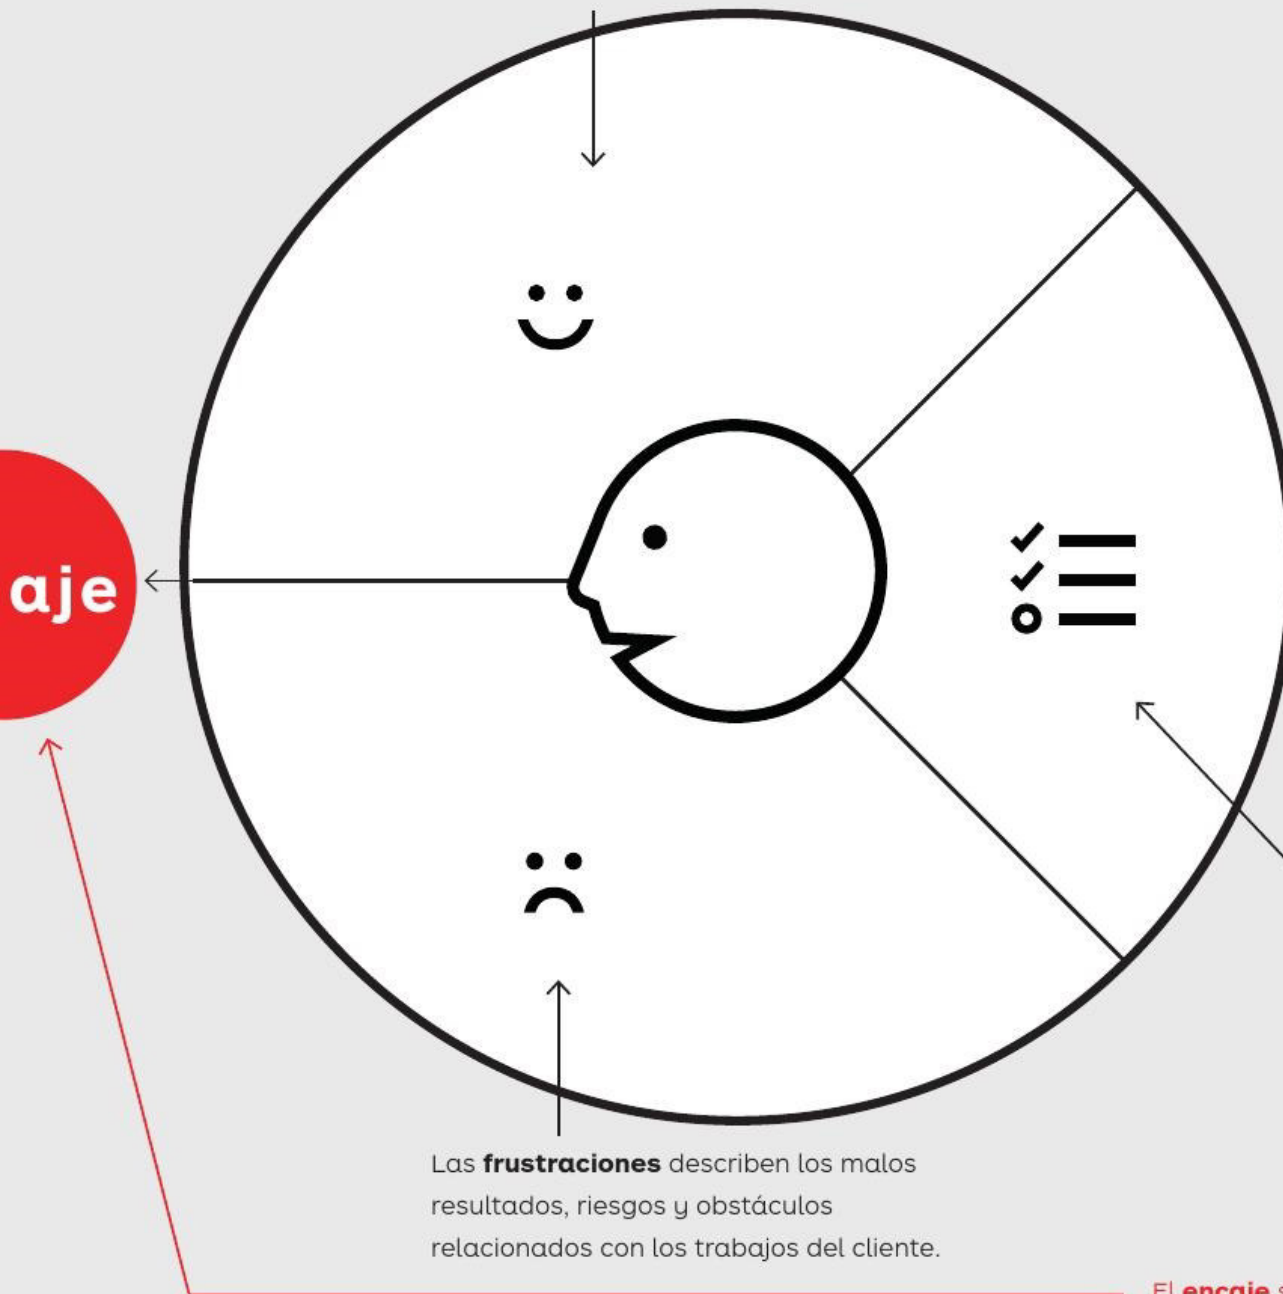 aje
Las frustraciones describen los malos
resultados, riesgos y obstáculos
relacionados con los trabajos del cliente.
El encaje